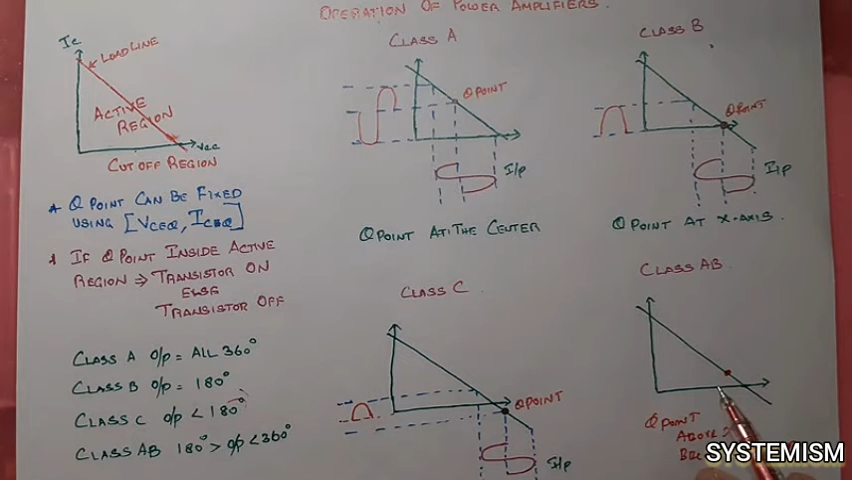 OPERATION OF POWER AMPLIFIERS.
Ic
LOADLINE
ACTIVE
REGION
Vcc
CUT OFF REGION
* Q POINT CAN BE FIXED
USING [VCEQ, ICEQ]
* IF Q POINT INSIDE ACTIVE
REGION ⇒ TRANSISTOR ON
ELSE
TRANSISTOR OFF
CLASS A O/P = ALL 360°
CLASS B O/P = 180°
CLASS C O/P < 180°
CLASS AB 180° > O/P < 360°
CLASS A
Q POINT
I/p
Q POINT AT THE CENTER
CLASS B
Q POINT
I/p
Q POINT AT X-AXIS.
CLASS C
Q POINT
I/p
CLASS AB
Q POINT
ABOVE
SYSTEMISM